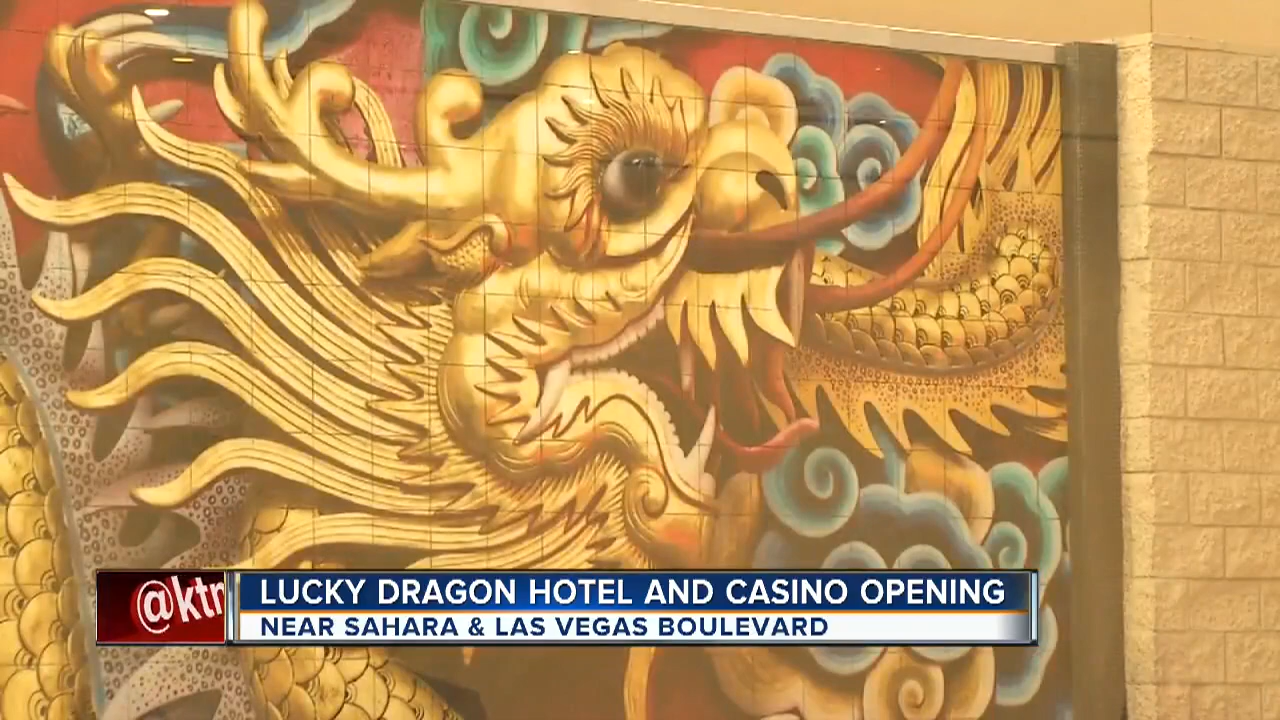 @ktn
LUCKY DRAGON HOTEL AND CASINO OPENING
NEAR SAHARA & LAS VEGAS BOULEVARD